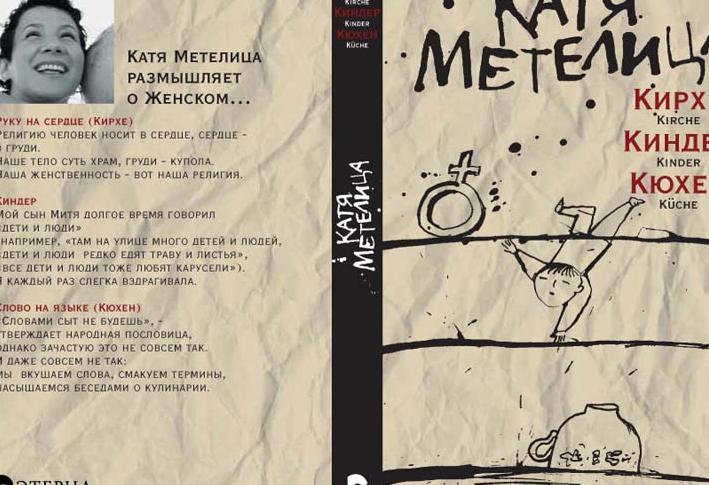 Катя Метелица
размышляет
о Женском...
Руку на сердце (Кирхе)
Религию человек носит в сердце, сердце -
в груди.
Наше тело суть храм, груди - купола.
Наша женственность - вот наша религия.
Киндер
Мой сын Митя долгое время говорил
«дети и люди»
(например, «там на улице много детей и людей,
«дети и люди редко едят траву и листья»,
«все дети и люди тоже любят карусели»).
Я каждый раз слегка вздрагивала.
Слово на языке (Кюхен)
«Словами сыт не будешь», -
утверждает народная пословица,
однако зачастую это не совсем так.
И даже совсем не так:
мы вкушаем слова, смакуем термины,
насыщаемся беседами о кулинарии.
Этерна
Kirche
Киндер
Kinder
Кюхен
Küche
Катя
Метелица
Катя
Метелица
Кирх
Kirche
Кинде
Kinder
Кюхе
Küche